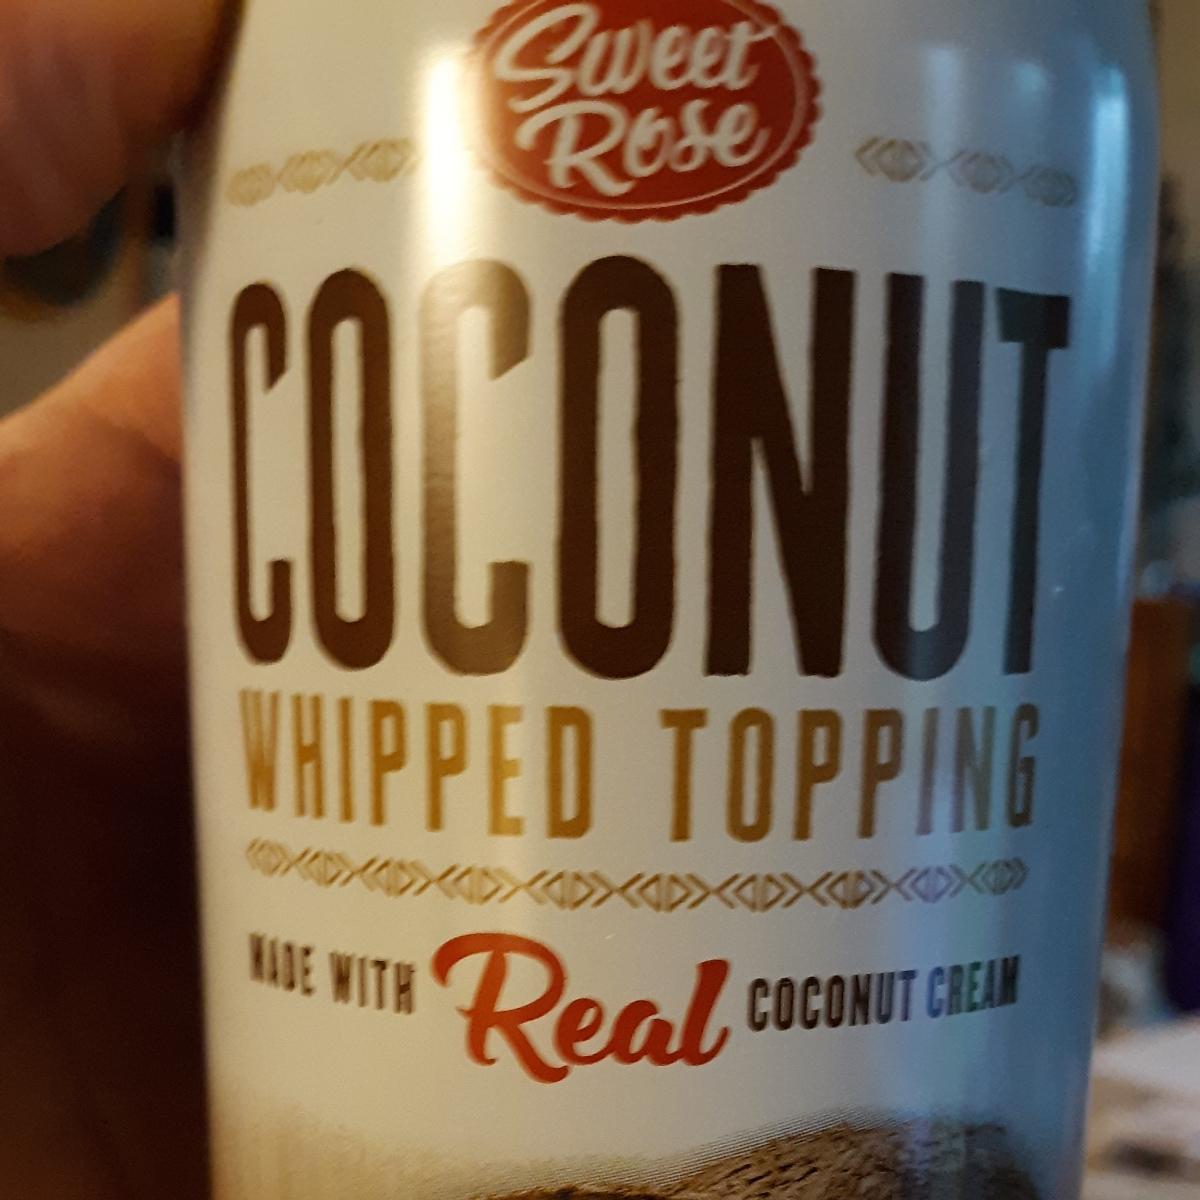 Sweet
Rose
COCONUT
WHIPPED TOPPING
MADE WITH Real COCONUT CREAM